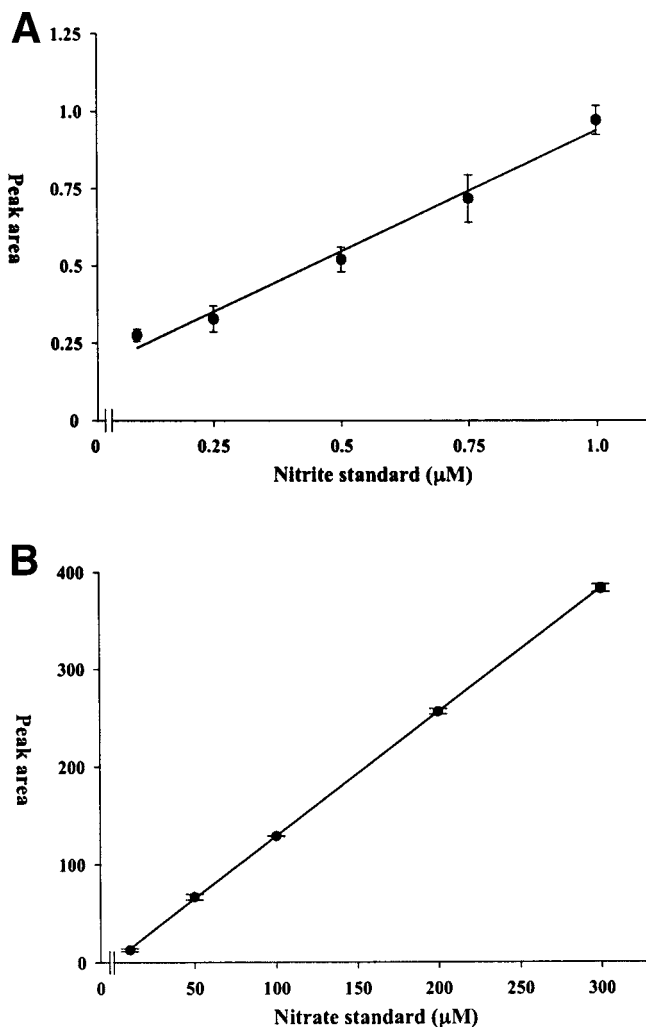 A
1.25
1.0
0.75
0.5
0.25
0
Peak area
0 0.25 0.5 0.75 1.0
Nitrite standard (μM)
B
400
300
200
100
0
Peak area
0 50 100 150 200 250 300
Nitrate standard (μM)